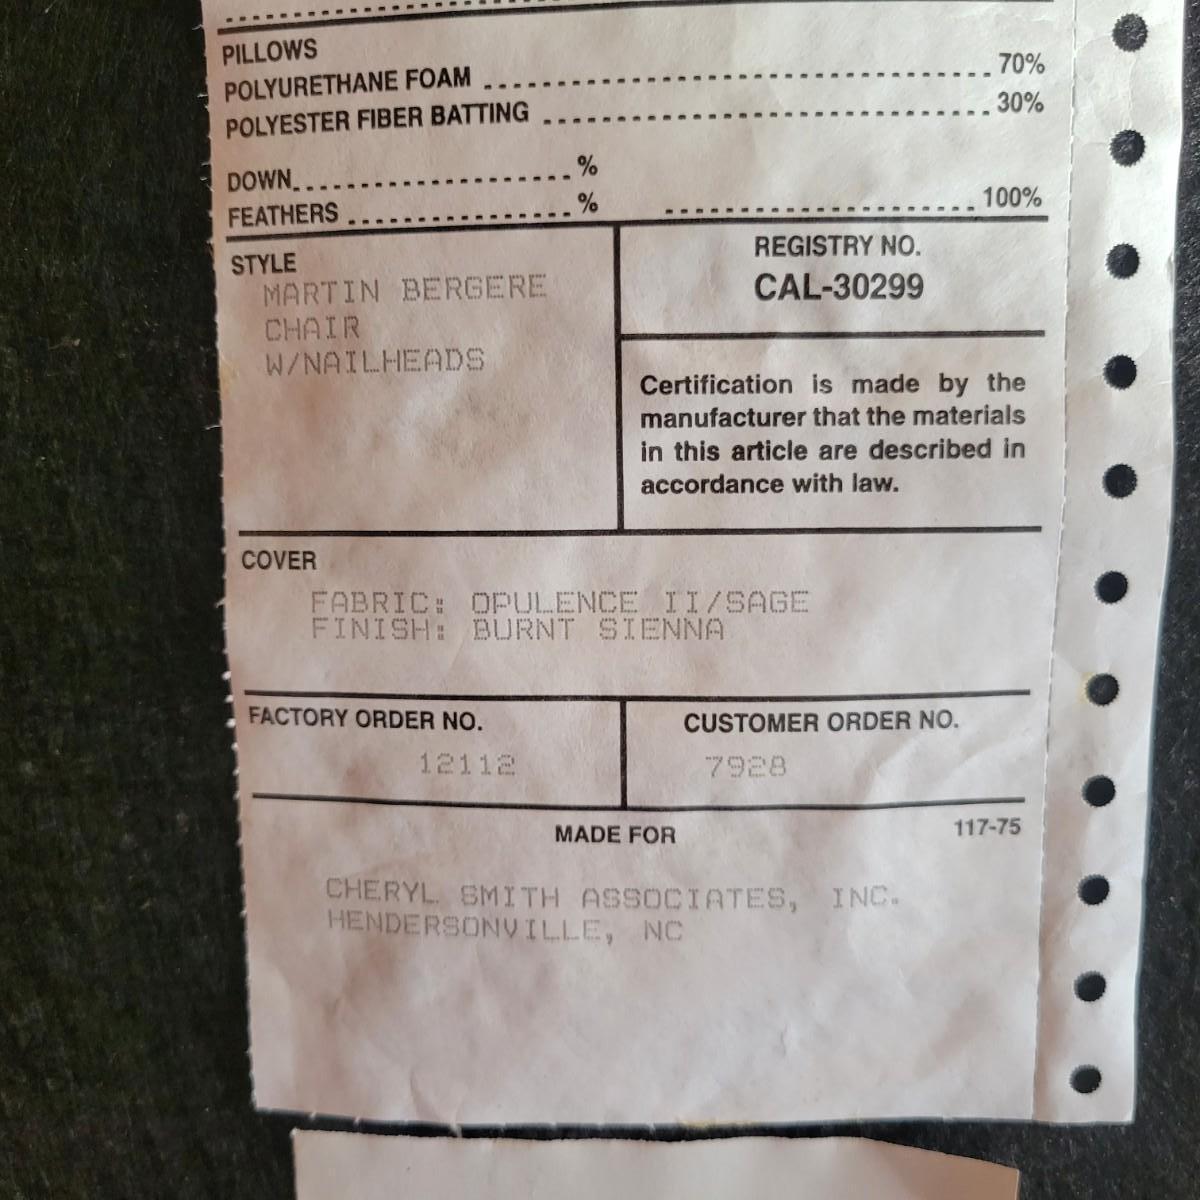 PILLOWS
POLYURETHANE FOAM ........................................ 70%
POLYESTER FIBER BATTING .................................... 30%
DOWN....................%
FEATHERS ................% ........................ 100%
STYLE
MARTIN BERGERE
CHAIR
W/NAILHEADS
REGISTRY NO.
CAL-30299
Certification is made by the
manufacturer that the materials
in this article are described in
accordance with law.
COVER
FABRIC: OPULENCE II/SAGE
FINISH: BURNT SIENNA
FACTORY ORDER NO.
12112
CUSTOMER ORDER NO.
7928
MADE FOR
117-75
CHERYL SMITH ASSOCIATES, INC.
HENDERSONVILLE, NC